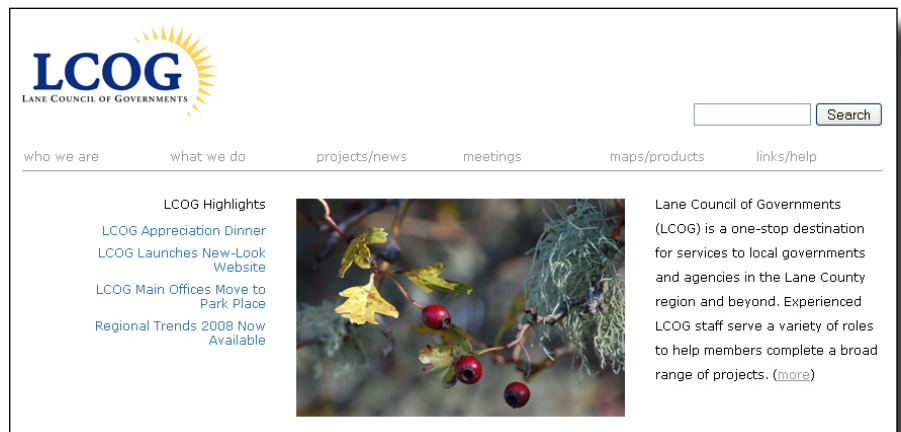 LCOG
LANE COUNCIL OF GOVERNMENTS
Search
who we are what we do projects/news meetings maps/products links/help
LCOG Highlights
LCOG Appreciation Dinner
LCOG Launches New-Look
Website
LCOG Main Offices Move to
Park Place
Regional Trends 2008 Now
Available
Lane Council of Governments
(LCOG) is a one-stop destination
for services to local governments
and agencies in the Lane County
region and beyond. Experienced
LCOG staff serve a variety of roles
to help members complete a broad
range of projects. (more)